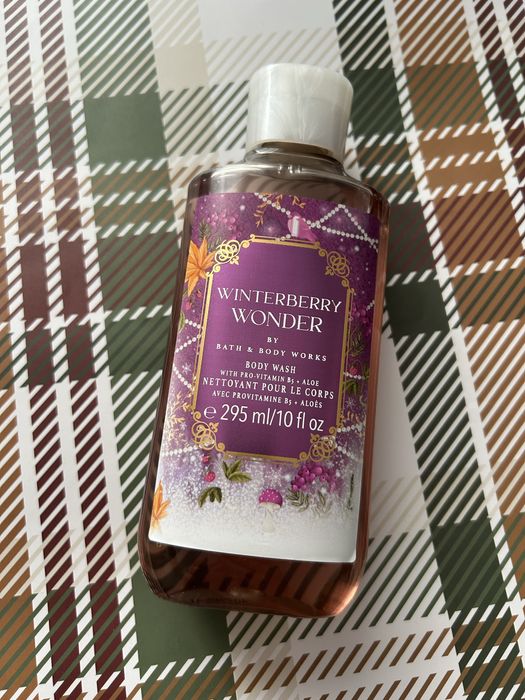 WINTERBERRY
WONDER
BY
BATH & BODY WORKS
BODY WASH
WITH PRO-VITAMIN B5 + ALOE
NETTOYANT POUR LE CORPS
AVEC PROVITAMINE B5 + ALOÈS
℮ 295 ml/10 fl oz